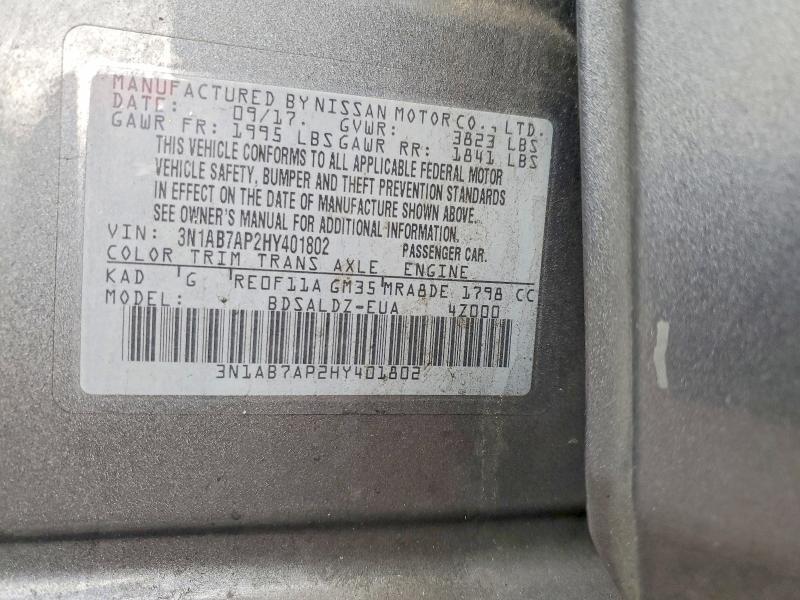 MANUFACTURED BY NISSAN MOTOR CO., LTD.
DATE: 09/17. GVWR: 3823 LBS
GAWR FR: 1995 LBS GAWR RR: 1841 LBS
THIS VEHICLE CONFORMS TO ALL APPLICABLE FEDERAL MOTOR
VEHICLE SAFETY, BUMPER AND THEFT PREVENTION STANDARDS
IN EFFECT ON THE DATE OF MANUFACTURE SHOWN ABOVE.
SEE OWNER'S MANUAL FOR ADDITIONAL INFORMATION.
VIN: 3N1AB7AP2HY401802 PASSENGER CAR.
COLOR TRIM TRANS AXLE ENGINE
KAD G RE0F11A GM35 MRA8DE 1798 CC
MODEL: BDSALDZ-EUA 4Z000
3N1AB7AP2HY401802